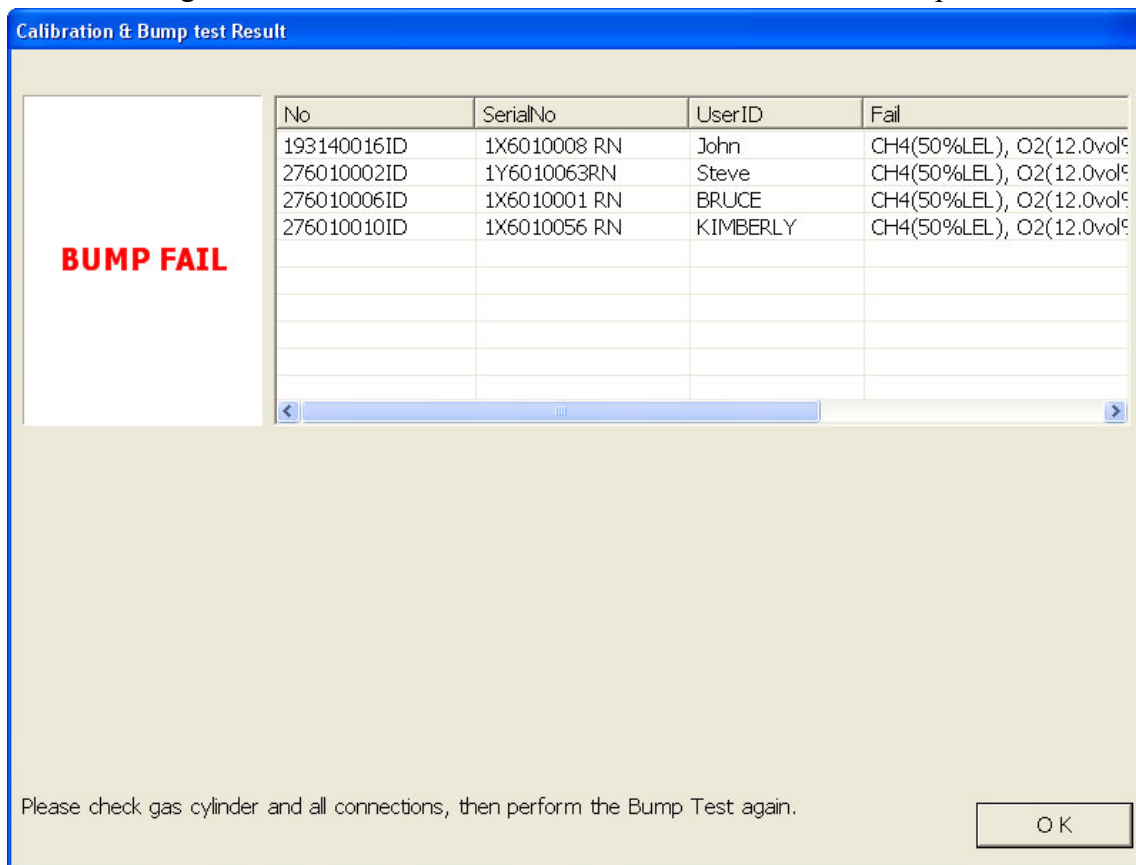 Calibration & Bump test Result
No SerialNo UserID Fail
193140016ID 1X6010008 RN John CH4(50%LEL), O2(12.0vol%
276010002ID 1Y6010063RN Steve CH4(50%LEL), O2(12.0vol%
276010006ID 1X6010001 RN BRUCE CH4(50%LEL), O2(12.0vol%
276010010ID 1X6010056 RN KIMBERLY CH4(50%LEL), O2(12.0vol%
BUMP FAIL
Please check gas cylinder and all connections, then perform the Bump Test again.
O K